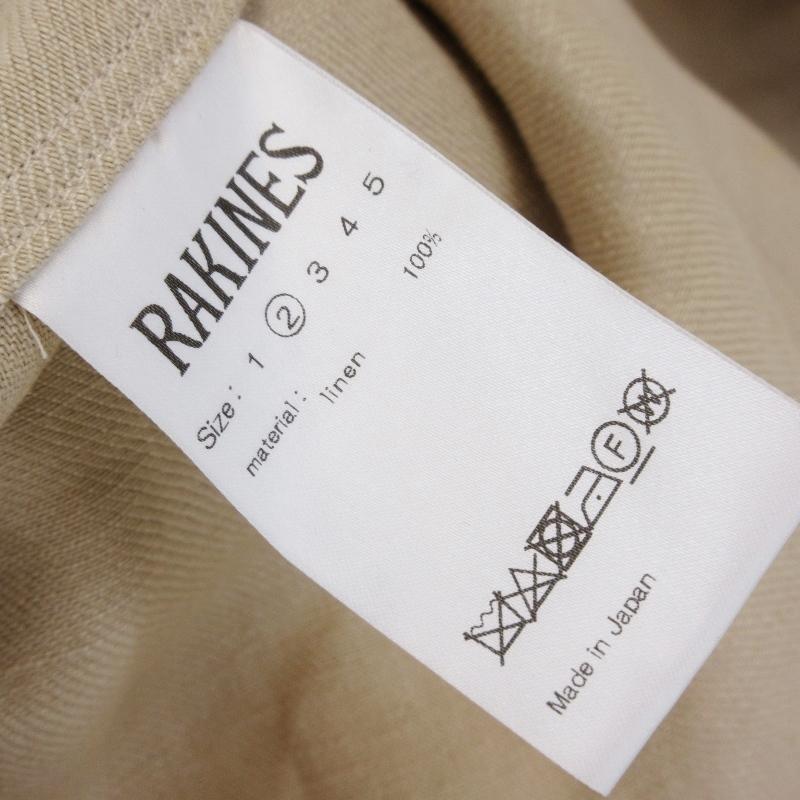 RAKINES
Size: 1 2 3 4 5
material: linen 100%
F W
Made in Japan